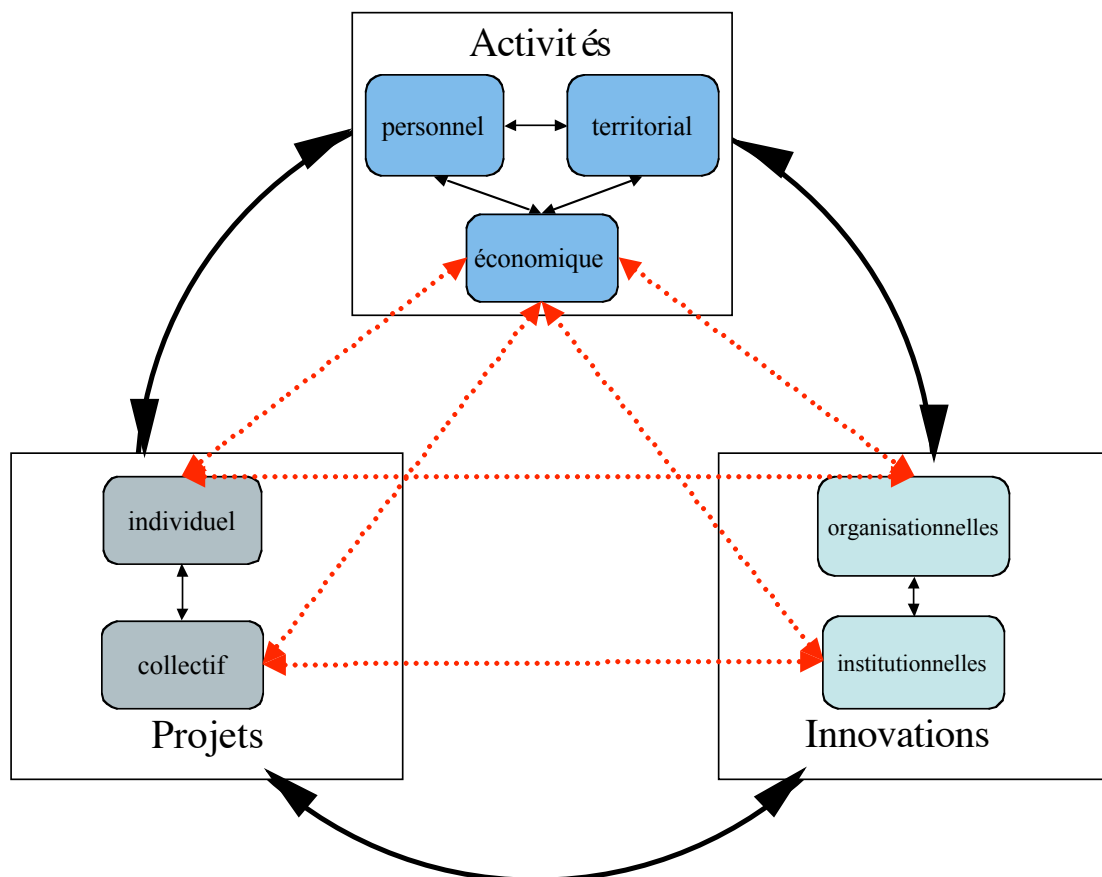 Activités
personnel
territorial
économique
individuel
organisationnelles
collectif
institutionnelles
Projets
Innovations